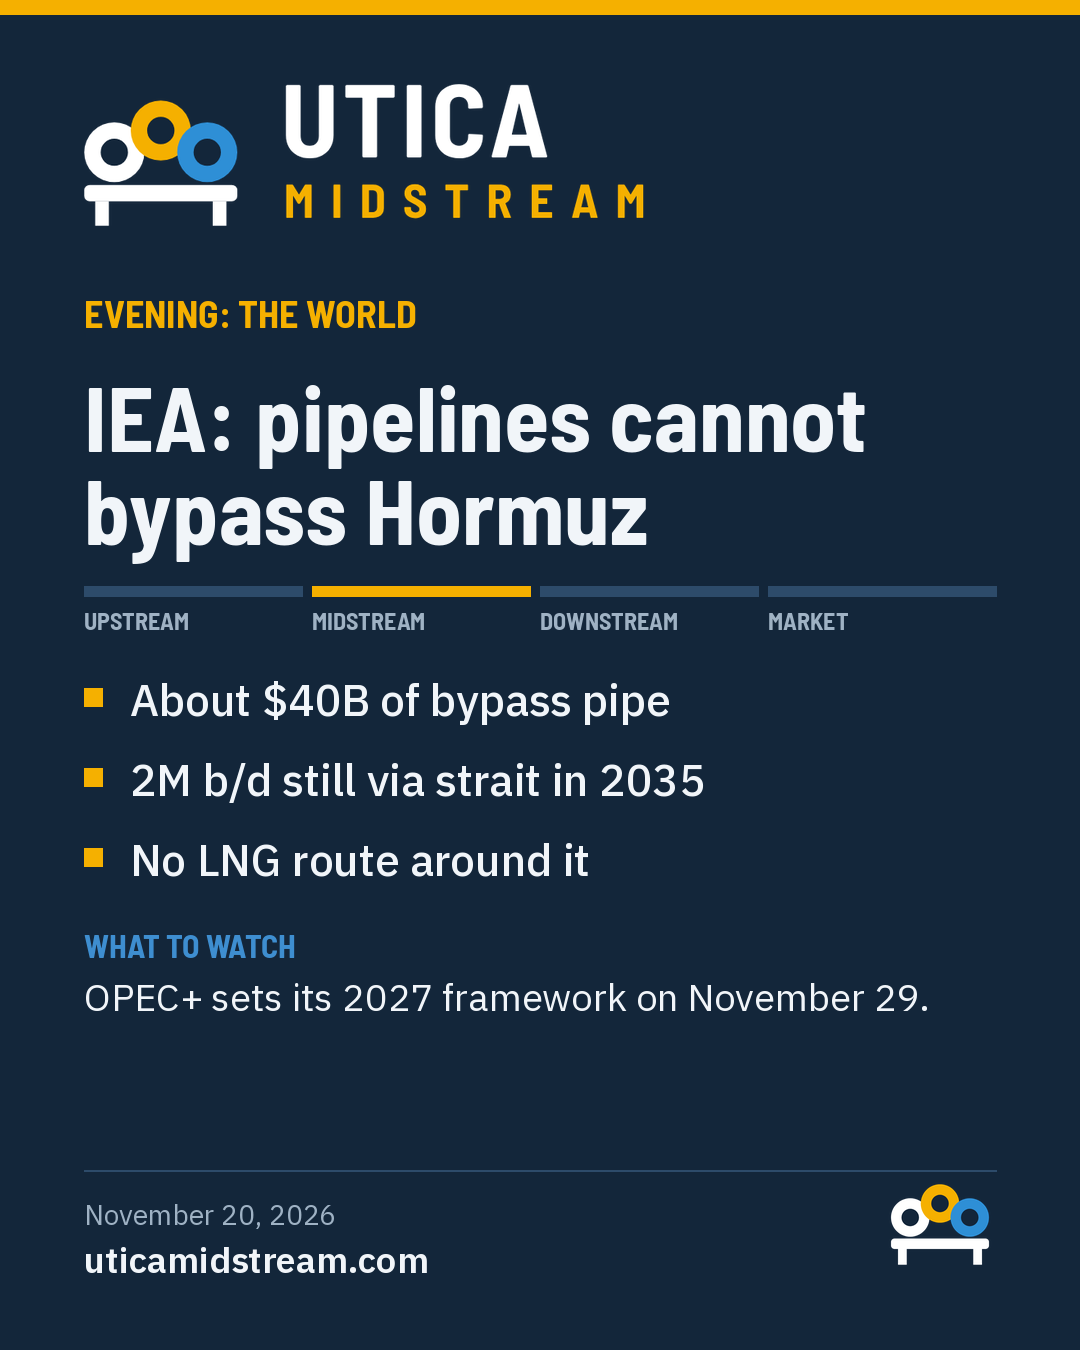 UTICA
MIDSTREAM
EVENING: THE WORLD
IEA: pipelines cannot
bypass Hormuz
UPSTREAM
MIDSTREAM
DOWNSTREAM
MARKET
About $40B of bypass pipe
2M b/d still via strait in 2035
No LNG route around it
WHAT TO WATCH
OPEC+ sets its 2027 framework on November 29.
November 20, 2026
uticamidstream.com